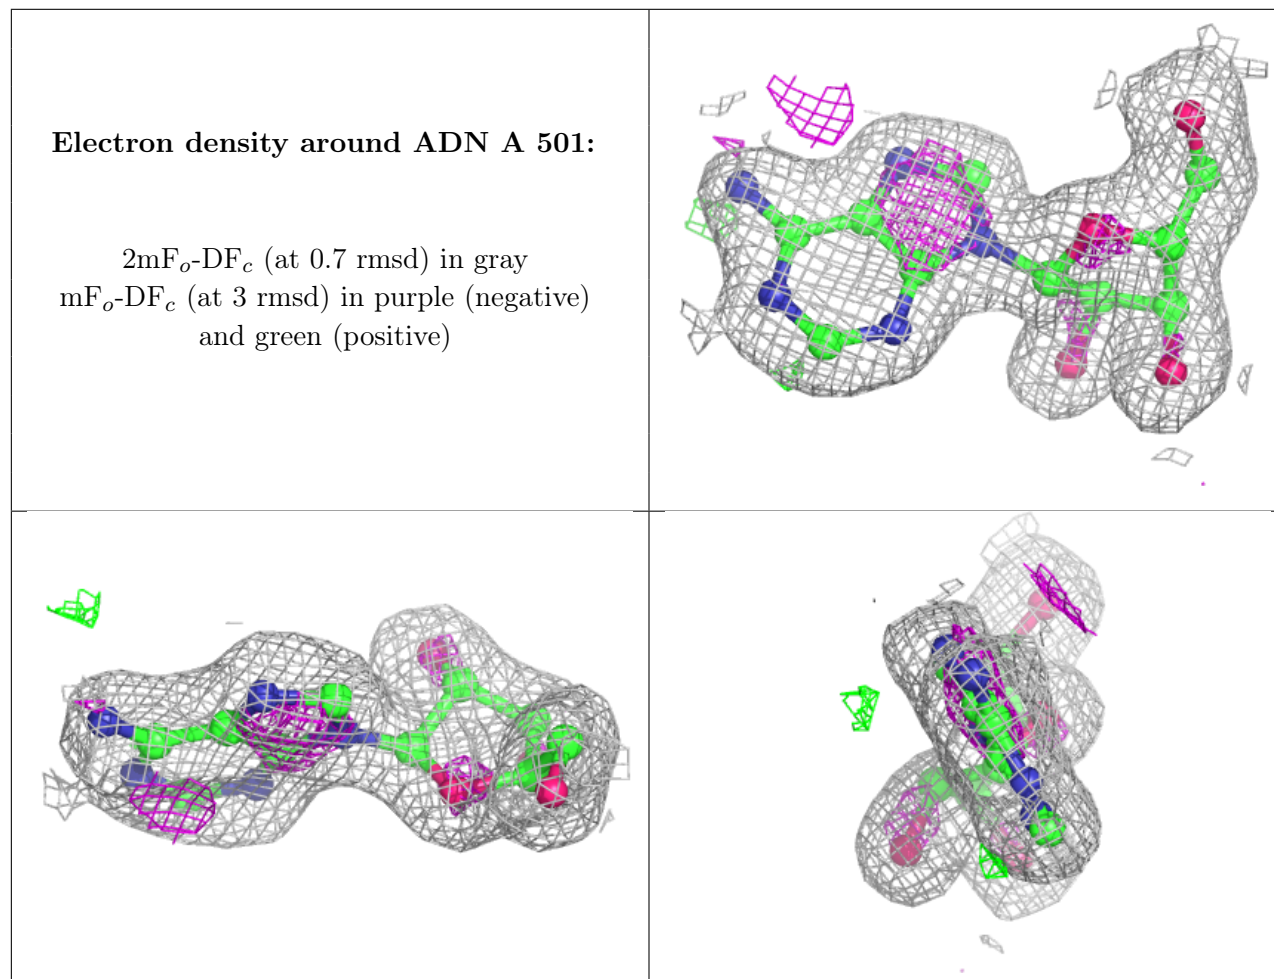 Electron density around ADN A 501:
2mFₒ-DF𝒸 (at 0.7 rmsd) in gray
mFₒ-DF𝒸 (at 3 rmsd) in purple (negative)
and green (positive)